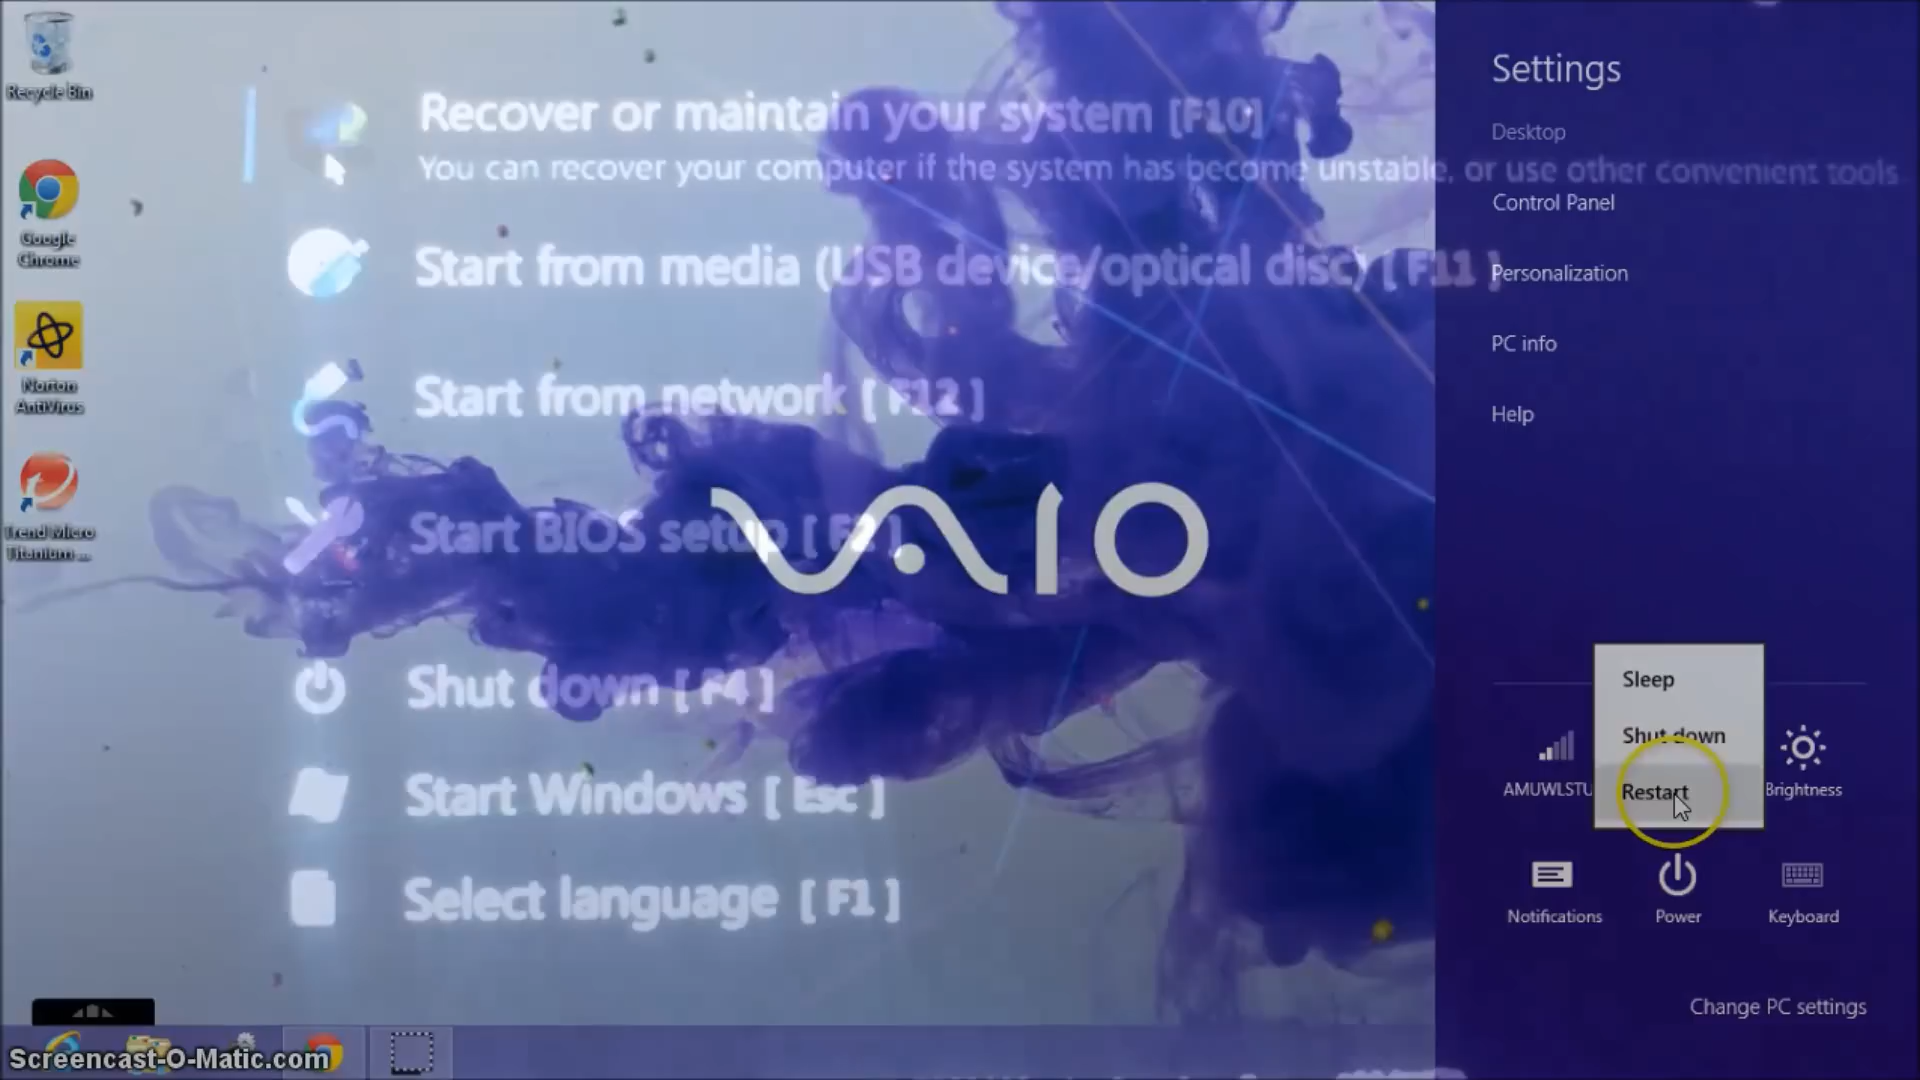 Recycle Bin
Google
Chrome
Norton
AntiVirus
Trend Micro
Titanium ...
Recover or maintain your system [F10]
You can recover your computer if the system has become unstable, or use other convenient tools.
Start from media (USB device/optical disc) [ F11 ]
Start from network [ F12 ]
Start BIOS setup [ F2 ]
VAIO
Shut down [ F4 ]
Start Windows [ Esc ]
Select language [ F1 ]
Settings
Desktop
Control Panel
Personalization
PC info
Help
Sleep
Shut down
Restart
AMUWLSTU
Brightness
Notifications
Power
Keyboard
Change PC settings
Screencast-O-Matic.com